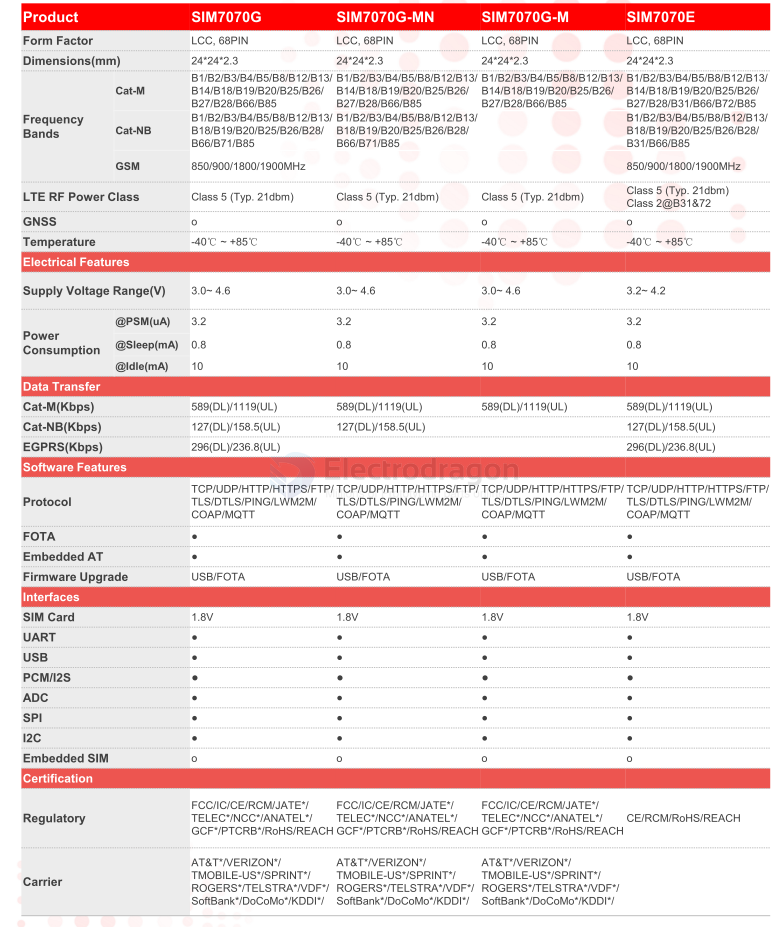 Product SIM7070G SIM7070G-MN SIM7070G-M SIM7070E
Form Factor LCC, 68PIN LCC, 68PIN LCC, 68PIN LCC, 68PIN
Dimensions(mm) 24*24*2.3 24*24*2.3 24*24*2.3 24*24*2.3
Frequency Bands
Cat-M
B1/B2/B3/B4/B5/B8/B12/B13/ B1/B2/B3/B4/B5/B8/B12/B13/ B1/B2/B3/B4/B5/B8/B12/B13/ B1/B2/B3/B4/B5/B8/B12/B13/
B14/B18/B19/B20/B25/B26/ B14/B18/B19/B20/B25/B26/ B14/B18/B19/B20/B25/B26/ B14/B18/B19/B20/B25/B26/
B27/B28/B66/B85 B27/B28/B66/B85 B27/B28/B66/B85 B27/B28/B31/B66/B72/B85
Cat-NB
B1/B2/B3/B4/B5/B8/B12/B13/ B1/B2/B3/B4/B5/B8/B12/B13/ B1/B2/B3/B4/B5/B8/B12/B13/
B18/B19/B20/B25/B26/B28/ B18/B19/B20/B25/B26/B28/ B18/B19/B20/B25/B26/B28/
B66/B71/B85 B66/B71/B85 B31/B66/B85
GSM 850/900/1800/1900MHz 850/900/1800/1900MHz
LTE RF Power Class Class 5 (Typ. 21dbm) Class 5 (Typ. 21dbm) Class 5 (Typ. 21dbm) Class 5 (Typ. 21dbm)
Class 2@B31&72
GNSS o o o o
Temperature -40℃ ~ +85℃ -40℃ ~ +85℃ -40℃ ~ +85℃ -40℃ ~ +85℃
Electrical Features
Supply Voltage Range(V) 3.0~ 4.6 3.0~ 4.6 3.0~ 4.6 3.2~ 4.2
Power Consumption
@PSM(uA) 3.2 3.2 3.2 3.2
@Sleep(mA) 0.8 0.8 0.8 0.8
@Idle(mA) 10 10 10 10
Data Transfer
Cat-M(Kbps) 589(DL)/1119(UL) 589(DL)/1119(UL) 589(DL)/1119(UL) 589(DL)/1119(UL)
Cat-NB(Kbps) 127(DL)/158.5(UL) 127(DL)/158.5(UL) 127(DL)/158.5(UL)
EGPRS(Kbps) 296(DL)/236.8(UL) 296(DL)/236.8(UL)
Software Features
Electrodragon
Protocol
TCP/UDP/HTTP/HTTPS/FTP/ TCP/UDP/HTTP/HTTPS/FTP/ TCP/UDP/HTTP/HTTPS/FTP/ TCP/UDP/HTTP/HTTPS/FTP/
TLS/DTLS/PING/LWM2M/ TLS/DTLS/PING/LWM2M/ TLS/DTLS/PING/LWM2M/ TLS/DTLS/PING/LWM2M/
COAP/MQTT COAP/MQTT COAP/MQTT COAP/MQTT
FOTA ● ● ● ●
Embedded AT ● ● ● ●
Firmware Upgrade USB/FOTA USB/FOTA USB/FOTA USB/FOTA
Interfaces
SIM Card 1.8V 1.8V 1.8V 1.8V
UART ● ● ● ●
USB ● ● ● ●
PCM/I2S ● ● ● ●
ADC ● ● ● ●
SPI ● ● ● ●
I2C ● ● ● ●
Embedded SIM o o o o
Certification
Regulatory
FCC/IC/CE/RCM/JATE*/ FCC/IC/CE/RCM/JATE*/ FCC/IC/CE/RCM/JATE*/
TELEC*/NCC*/ANATEL*/ TELEC*/NCC*/ANATEL*/ TELEC*/NCC*/ANATEL*/ CE/RCM/RoHS/REACH
GCF*/PTCRB*/RoHS/REACH GCF*/PTCRB*/RoHS/REACH GCF*/PTCRB*/RoHS/REACH
Carrier
AT&T*/VERIZON*/ AT&T*/VERIZON*/ AT&T*/VERIZON*/
TMOBILE-US*/SPRINT*/ TMOBILE-US*/SPRINT*/ TMOBILE-US*/SPRINT*/
ROGERS*/TELSTRA*/VDF*/ ROGERS*/TELSTRA*/VDF*/ ROGERS*/TELSTRA*/VDF*/
SoftBank*/DoCoMo*/KDDI*/ SoftBank*/DoCoMo*/KDDI*/ SoftBank*/DoCoMo*/KDDI*/